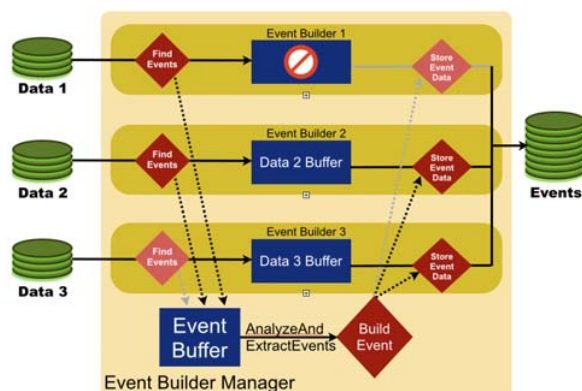 Event Builder 1
Find
Events
Store
Event
Data
Data 1
Event Builder 2
Find
Events
Data 2 Buffer
Store
Event
Data
Data 2
Events
Event Builder 3
Find
Events
Data 3 Buffer
Store
Event
Data
Data 3
Event
Buffer
AnalyzeAnd
ExtractEvents
Build
Event
Event Builder Manager